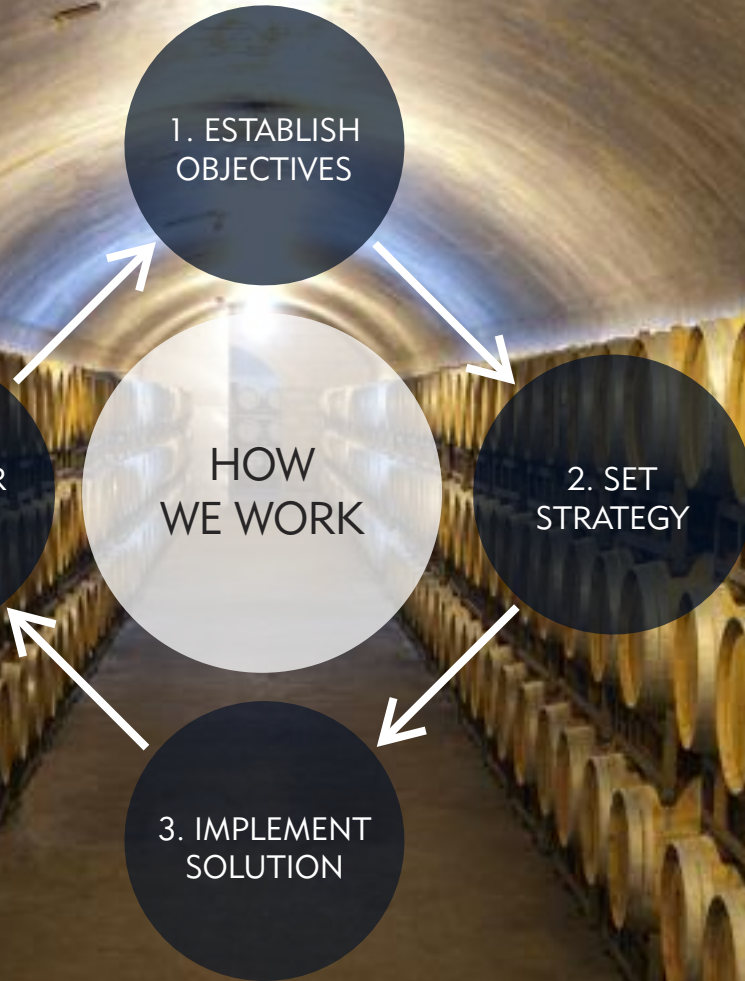 1. ESTABLISH
OBJECTIVES
HOW
WE WORK
2. SET
STRATEGY
3. IMPLEMENT
SOLUTION